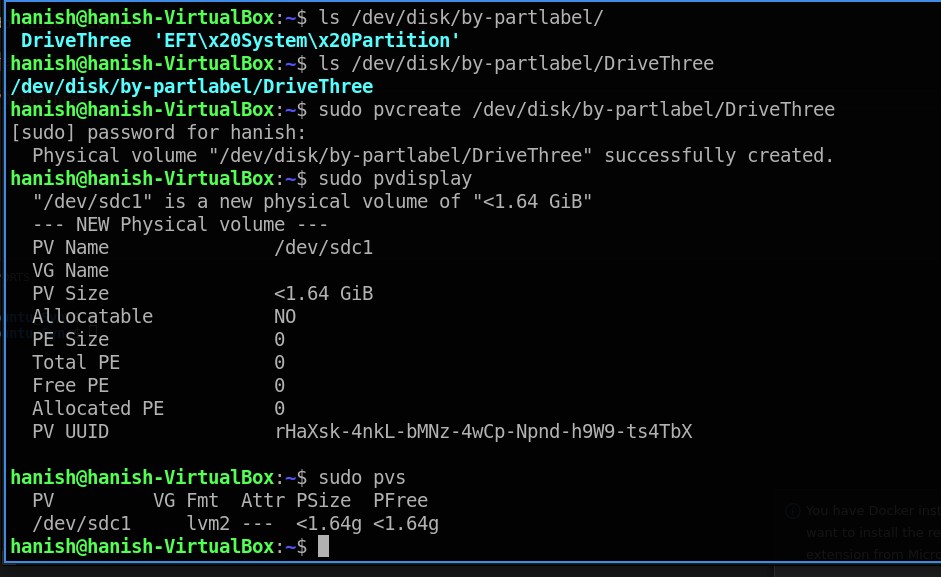 hanish@hanish-VirtualBox:~$ ls /dev/disk/by-partlabel/
 DriveThree  'EFI\x20System\x20Partition'
hanish@hanish-VirtualBox:~$ ls /dev/disk/by-partlabel/DriveThree
/dev/disk/by-partlabel/DriveThree
hanish@hanish-VirtualBox:~$ sudo pvcreate /dev/disk/by-partlabel/DriveThree
[sudo] password for hanish:
  Physical volume "/dev/disk/by-partlabel/DriveThree" successfully created.
hanish@hanish-VirtualBox:~$ sudo pvdisplay
  "/dev/sdc1" is a new physical volume of "<1.64 GiB"
  --- NEW Physical volume ---
  PV Name               /dev/sdc1
  VG Name
  PV Size               <1.64 GiB
  Allocatable           NO
  PE Size               0
  Total PE              0
  Free PE               0
  Allocated PE          0
  PV UUID               rHaXsk-4nkL-bMNz-4wCp-Npnd-h9W9-ts4TbX
hanish@hanish-VirtualBox:~$ sudo pvs
  PV         VG Fmt  Attr PSize  PFree
  /dev/sdc1     lvm2 ---  <1.64g <1.64g
hanish@hanish-VirtualBox:~$
You have Docker inst
want to install the re
extension from Micro